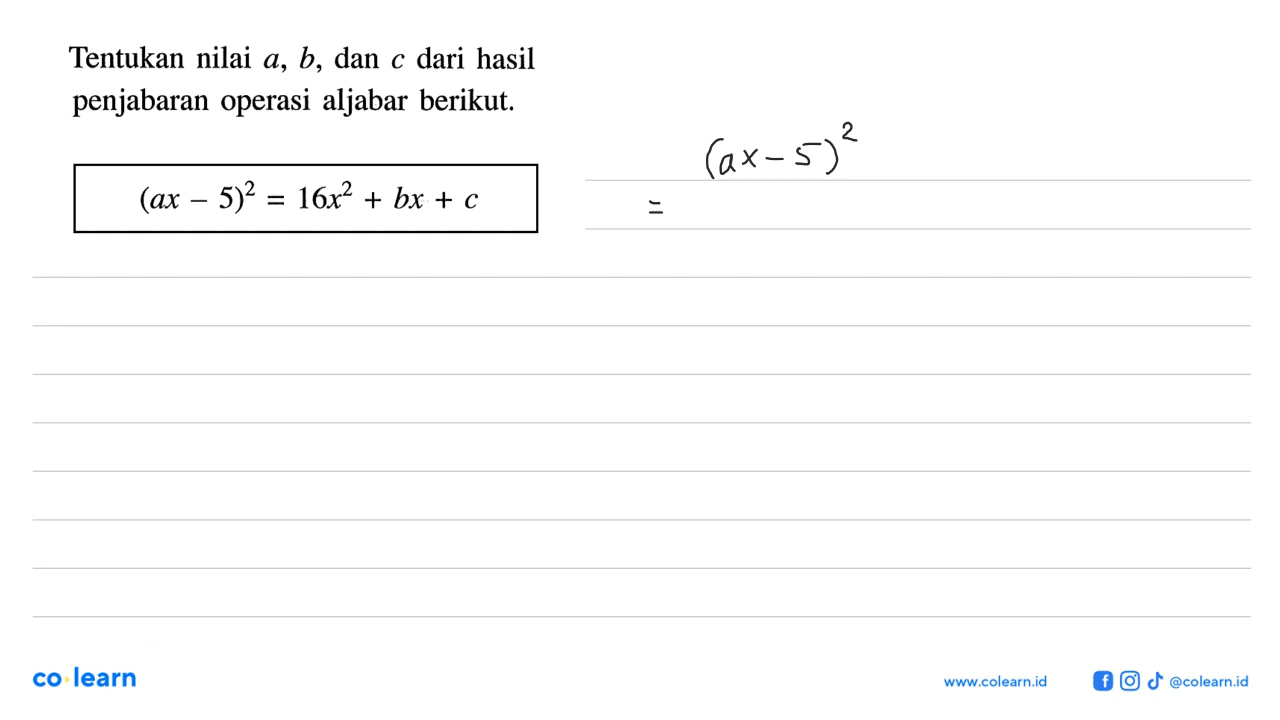 Tentukan nilai a, b, dan c dari hasil
penjabaran operasi aljabar berikut.
(ax – 5)² = 16x² + bx + c
(ax – 5)²
=
co learn
www.colearn.id
@colearn.id